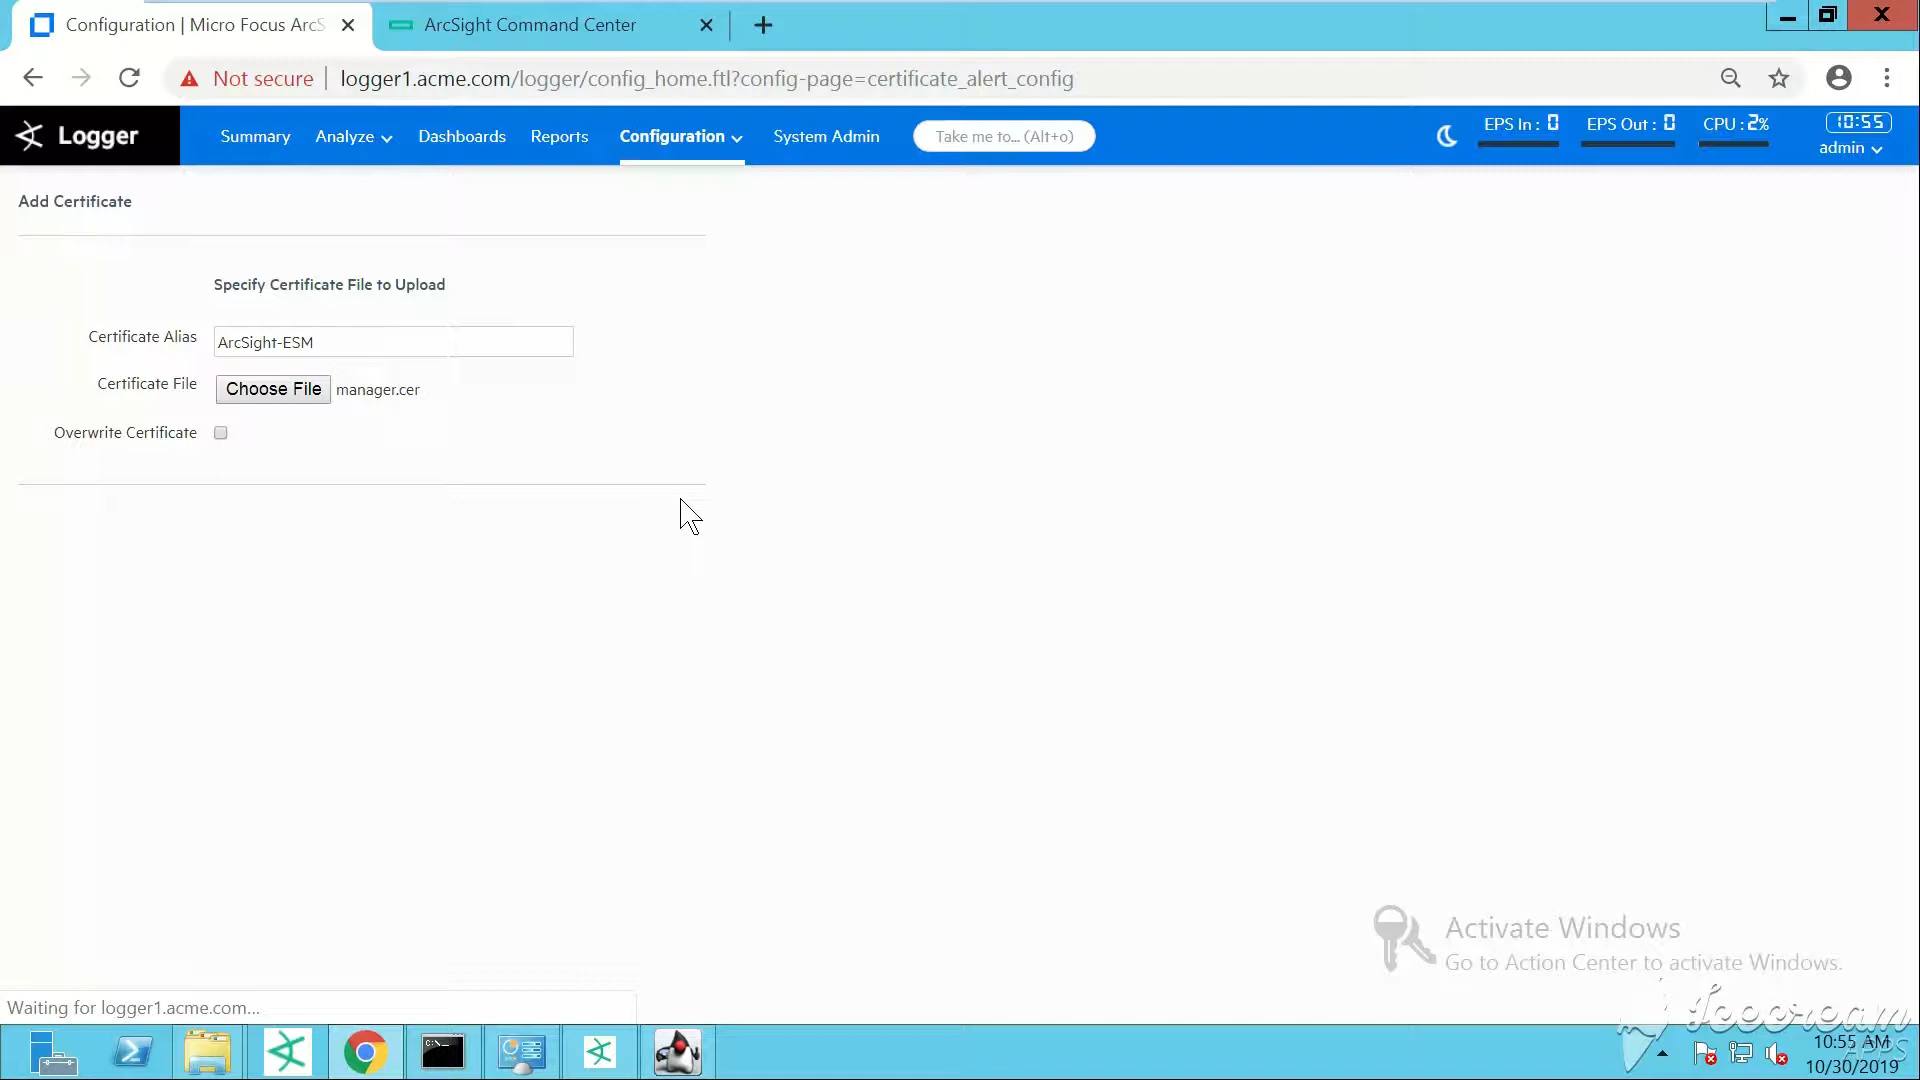 Configuration | Micro Focus ArcS
ArcSight Command Center
Not secure
logger1.acme.com/logger/config_home.ftl?config-page=certificate_alert_config
Logger
Summary Analyze Dashboards Reports Configuration System Admin Take me to... (Alt+o)
EPS In : 0 EPS Out : 0 CPU : 2% 10:55
admin
Add Certificate
Specify Certificate File to Upload
Certificate Alias ArcSight-ESM
Certificate File Choose File manager.cer
Overwrite Certificate
Activate Windows
Go to Action Center to activate Windows.
Waiting for logger1.acme.com...
Icecream
APPS
10:55 AM
10/30/2019